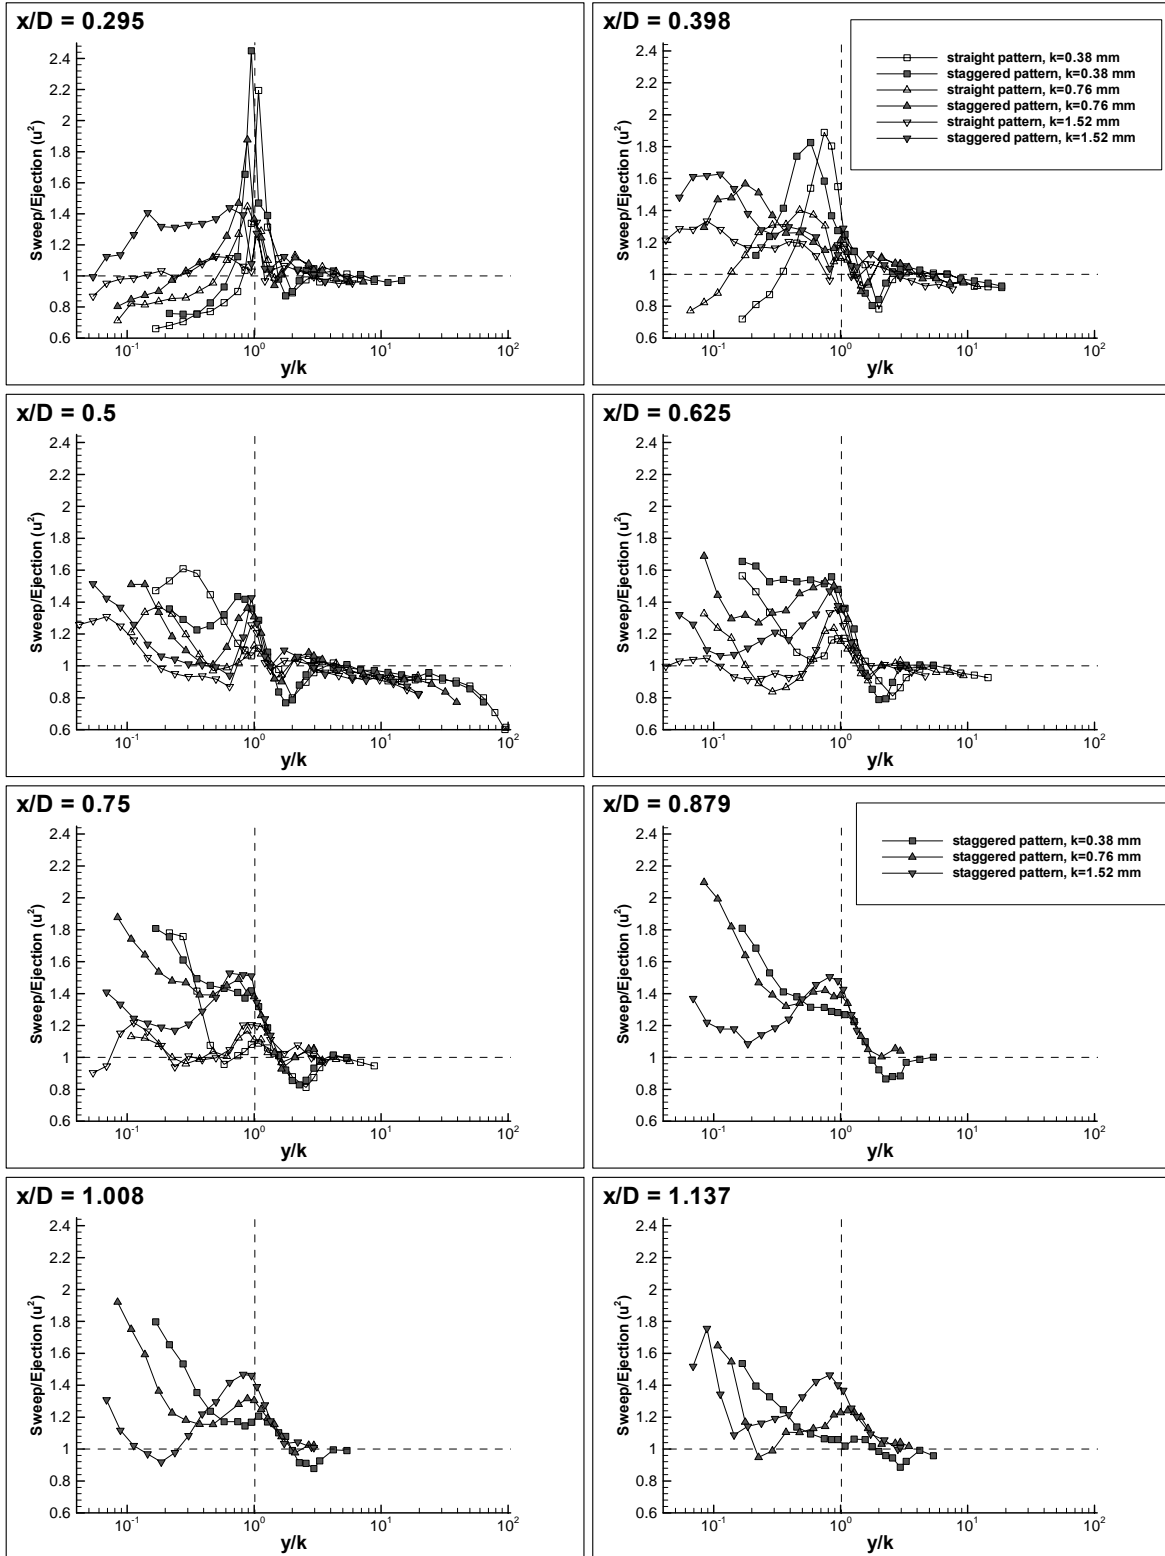 x/D = 0.295
2.4
2.2
2
1.8
1.6
1.4
1.2
1
0.8
0.6
Sweep/Ejection (u²)
10⁻¹ 10⁰ 10¹ 10²
y/k
x/D = 0.398
straight pattern, k=0.38 mm
staggered pattern, k=0.38 mm
straight pattern, k=0.76 mm
staggered pattern, k=0.76 mm
straight pattern, k=1.52 mm
staggered pattern, k=1.52 mm
2.4
2.2
2
1.8
1.6
1.4
1.2
1
0.8
0.6
Sweep/Ejection (u²)
10⁻¹ 10⁰ 10¹ 10²
y/k
x/D = 0.5
2.4
2.2
2
1.8
1.6
1.4
1.2
1
0.8
0.6
Sweep/Ejection (u²)
10⁻¹ 10⁰ 10¹ 10²
y/k
x/D = 0.625
2.4
2.2
2
1.8
1.6
1.4
1.2
1
0.8
0.6
Sweep/Ejection (u²)
10⁻¹ 10⁰ 10¹ 10²
y/k
x/D = 0.75
2.4
2.2
2
1.8
1.6
1.4
1.2
1
0.8
0.6
Sweep/Ejection (u²)
10⁻¹ 10⁰ 10¹ 10²
y/k
x/D = 0.879
staggered pattern, k=0.38 mm
staggered pattern, k=0.76 mm
staggered pattern, k=1.52 mm
2.4
2.2
2
1.8
1.6
1.4
1.2
1
0.8
0.6
Sweep/Ejection (u²)
10⁻¹ 10⁰ 10¹ 10²
y/k
x/D = 1.008
2.4
2.2
2
1.8
1.6
1.4
1.2
1
0.8
0.6
Sweep/Ejection (u²)
10⁻¹ 10⁰ 10¹ 10²
y/k
x/D = 1.137
2.4
2.2
2
1.8
1.6
1.4
1.2
1
0.8
0.6
Sweep/Ejection (u²)
10⁻¹ 10⁰ 10¹ 10²
y/k